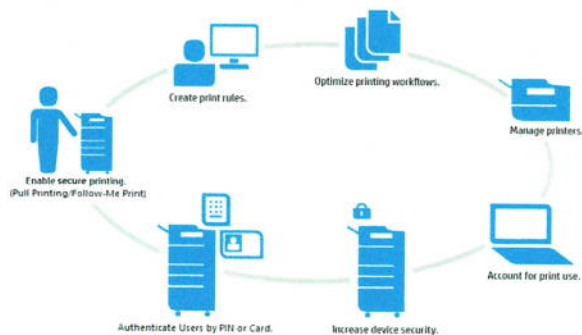 Create print rules.
Optimize printing workflows.
Manage printers.
Enable secure printing.
(Pull Printing/Follow-Me Print)
Account for print use.
Authenticate Users by PIN or Card.
Increase device security.